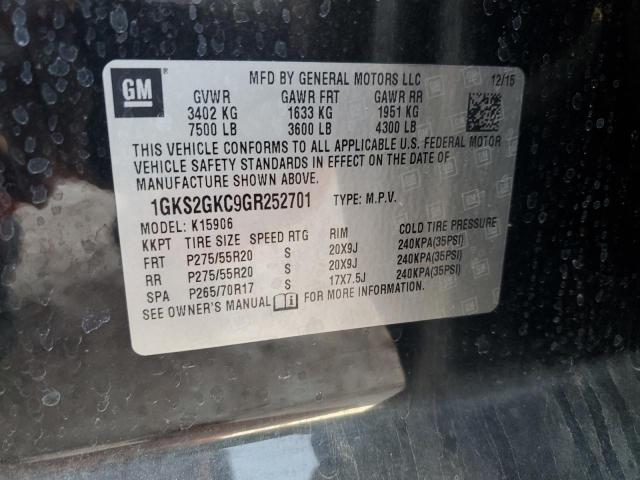 GM
MFD BY GENERAL MOTORS LLC 12/15
GVWR GAWR FRT GAWR RR
3402 KG 1633 KG 1951 KG
7500 LB 3600 LB 4300 LB
THIS VEHICLE CONFORMS TO ALL APPLICABLE U.S. FEDERAL MOTOR
VEHICLE SAFETY STANDARDS IN EFFECT ON THE DATE OF
MANUFACTURE SHOWN ABOVE.
1GKS2GKC9GR252701 TYPE: M.P.V.
MODEL: K15906
KKPT TIRE SIZE SPEED RTG RIM COLD TIRE PRESSURE
FRT P275/55R20 S 20X9J 240KPA(35PSI)
RR P275/55R20 S 20X9J 240KPA(35PSI)
SPA P265/70R17 S 17X7.5J 240KPA(35PSI)
SEE OWNER'S MANUAL FOR MORE INFORMATION.